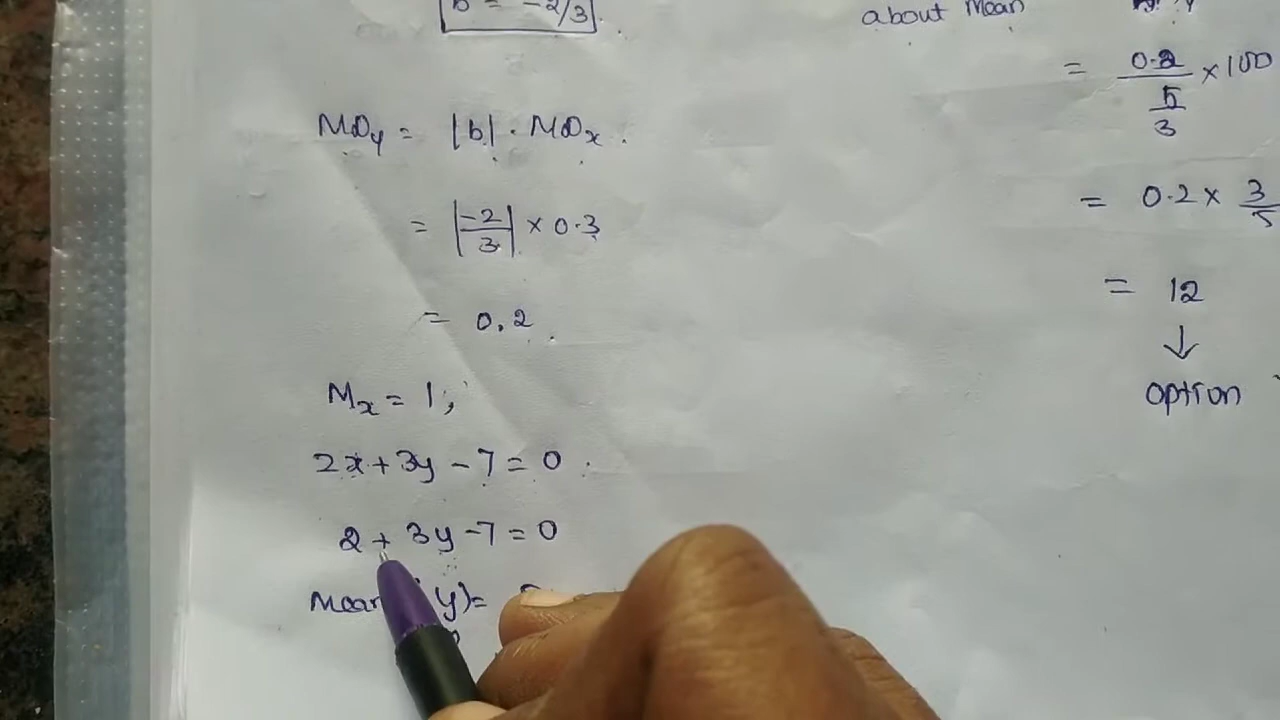 b = -2/3
MDy = |b| . MDx .
= |-2/3| × 0.3
= 0.2 .
Mx = 1 ;
2x + 3y - 7 = 0 .
2 + 3y - 7 = 0
Mean (y) =
about Mean
= 0.2 / 5/3 × 100
= 0.2 × 3/5
= 12
↓
option